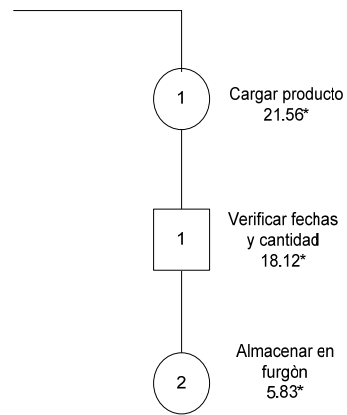 1
Cargar producto
21.56*
1
Verificar fechas
y cantidad
18.12*
2
Almacenar en
furgòn
5.83*